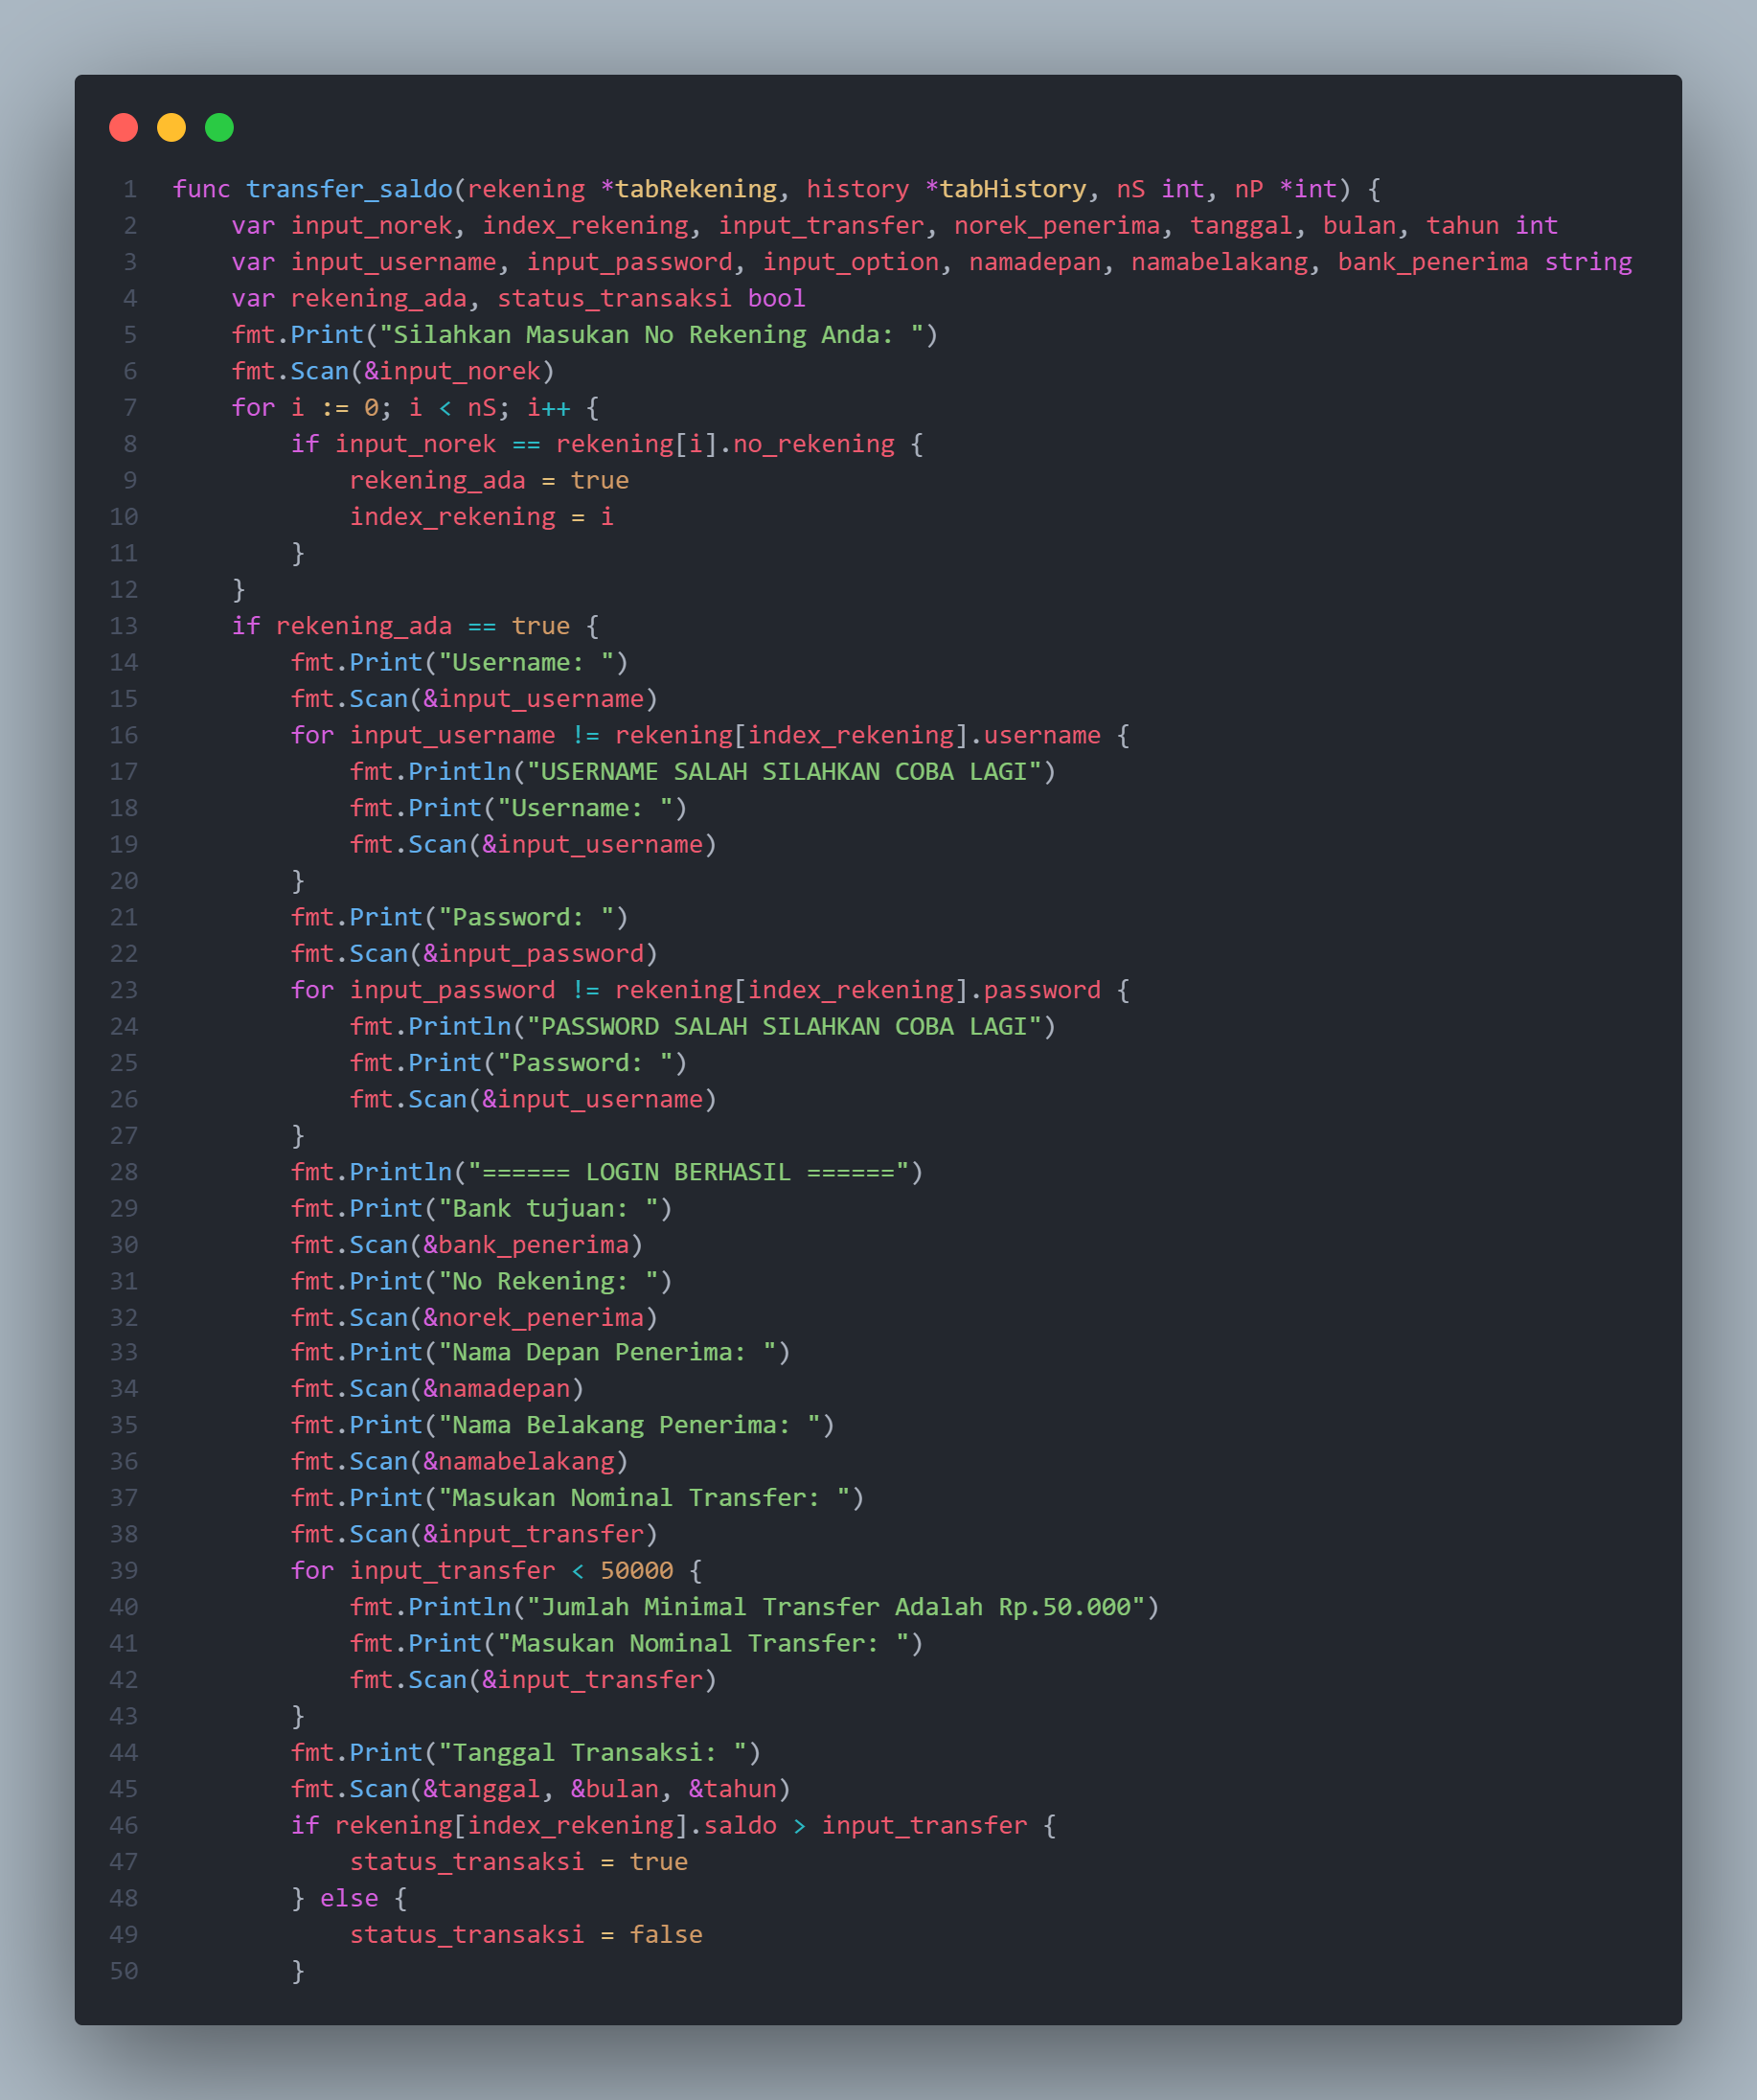 1 func transfer_saldo(rekening *tabRekening, history *tabHistory, nS int, nP *int) {
2     var input_norek, index_rekening, input_transfer, norek_penerima, tanggal, bulan, tahun int
3     var input_username, input_password, input_option, namadepan, namabelakang, bank_penerima string
4     var rekening_ada, status_transaksi bool
5     fmt.Print("Silahkan Masukan No Rekening Anda: ")
6     fmt.Scan(&input_norek)
7     for i := 0; i < nS; i++ {
8         if input_norek == rekening[i].no_rekening {
9             rekening_ada = true
10             index_rekening = i
11         }
12     }
13     if rekening_ada == true {
14         fmt.Print("Username: ")
15         fmt.Scan(&input_username)
16         for input_username != rekening[index_rekening].username {
17             fmt.Println("USERNAME SALAH SILAHKAN COBA LAGI")
18             fmt.Print("Username: ")
19             fmt.Scan(&input_username)
20         }
21         fmt.Print("Password: ")
22         fmt.Scan(&input_password)
23         for input_password != rekening[index_rekening].password {
24             fmt.Println("PASSWORD SALAH SILAHKAN COBA LAGI")
25             fmt.Print("Password: ")
26             fmt.Scan(&input_username)
27         }
28         fmt.Println("====== LOGIN BERHASIL ======")
29         fmt.Print("Bank tujuan: ")
30         fmt.Scan(&bank_penerima)
31         fmt.Print("No Rekening: ")
32         fmt.Scan(&norek_penerima)
33         fmt.Print("Nama Depan Penerima: ")
34         fmt.Scan(&namadepan)
35         fmt.Print("Nama Belakang Penerima: ")
36         fmt.Scan(&namabelakang)
37         fmt.Print("Masukan Nominal Transfer: ")
38         fmt.Scan(&input_transfer)
39         for input_transfer < 50000 {
40             fmt.Println("Jumlah Minimal Transfer Adalah Rp.50.000")
41             fmt.Print("Masukan Nominal Transfer: ")
42             fmt.Scan(&input_transfer)
43         }
44         fmt.Print("Tanggal Transaksi: ")
45         fmt.Scan(&tanggal, &bulan, &tahun)
46         if rekening[index_rekening].saldo > input_transfer {
47             status_transaksi = true
48         } else {
49             status_transaksi = false
50         }